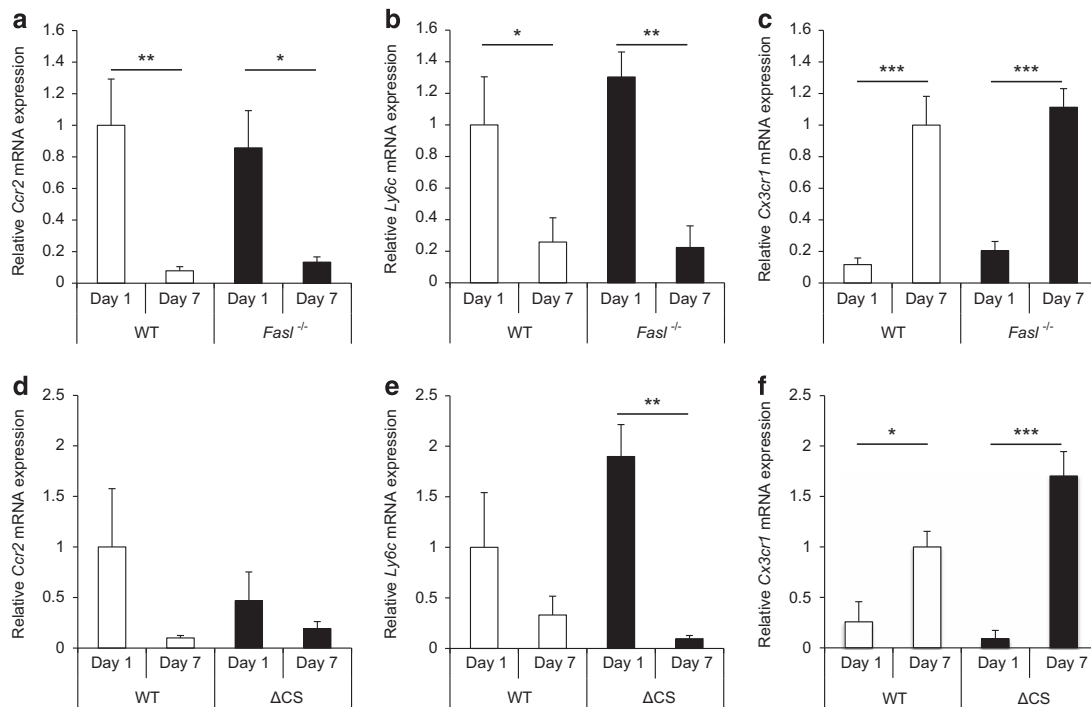 a
Relative Ccr2 mRNA expression
1.6
1.4
1.2
1
0.8
0.6
0.4
0.2
0
**
*
Day 1 Day 7 Day 1 Day 7
WT Fasl -/-
b
Relative Ly6c mRNA expression
1.6
1.4
1.2
1
0.8
0.6
0.4
0.2
0
*
**
Day 1 Day 7 Day 1 Day 7
WT Fasl -/-
c
Relative Cx3cr1 mRNA expression
1.6
1.4
1.2
1
0.8
0.6
0.4
0.2
0
***
***
Day 1 Day 7 Day 1 Day 7
WT Fasl -/-
d
Relative Ccr2 mRNA expression
2.5
2
1.5
1
0.5
0
Day 1 Day 7 Day 1 Day 7
WT ΔCS
e
Relative Ly6c mRNA expression
2.5
2
1.5
1
0.5
0
**
Day 1 Day 7 Day 1 Day 7
WT ΔCS
f
Relative Cx3cr1 mRNA expression
2.5
2
1.5
1
0.5
0
*
***
Day 1 Day 7 Day 1 Day 7
WT ΔCS